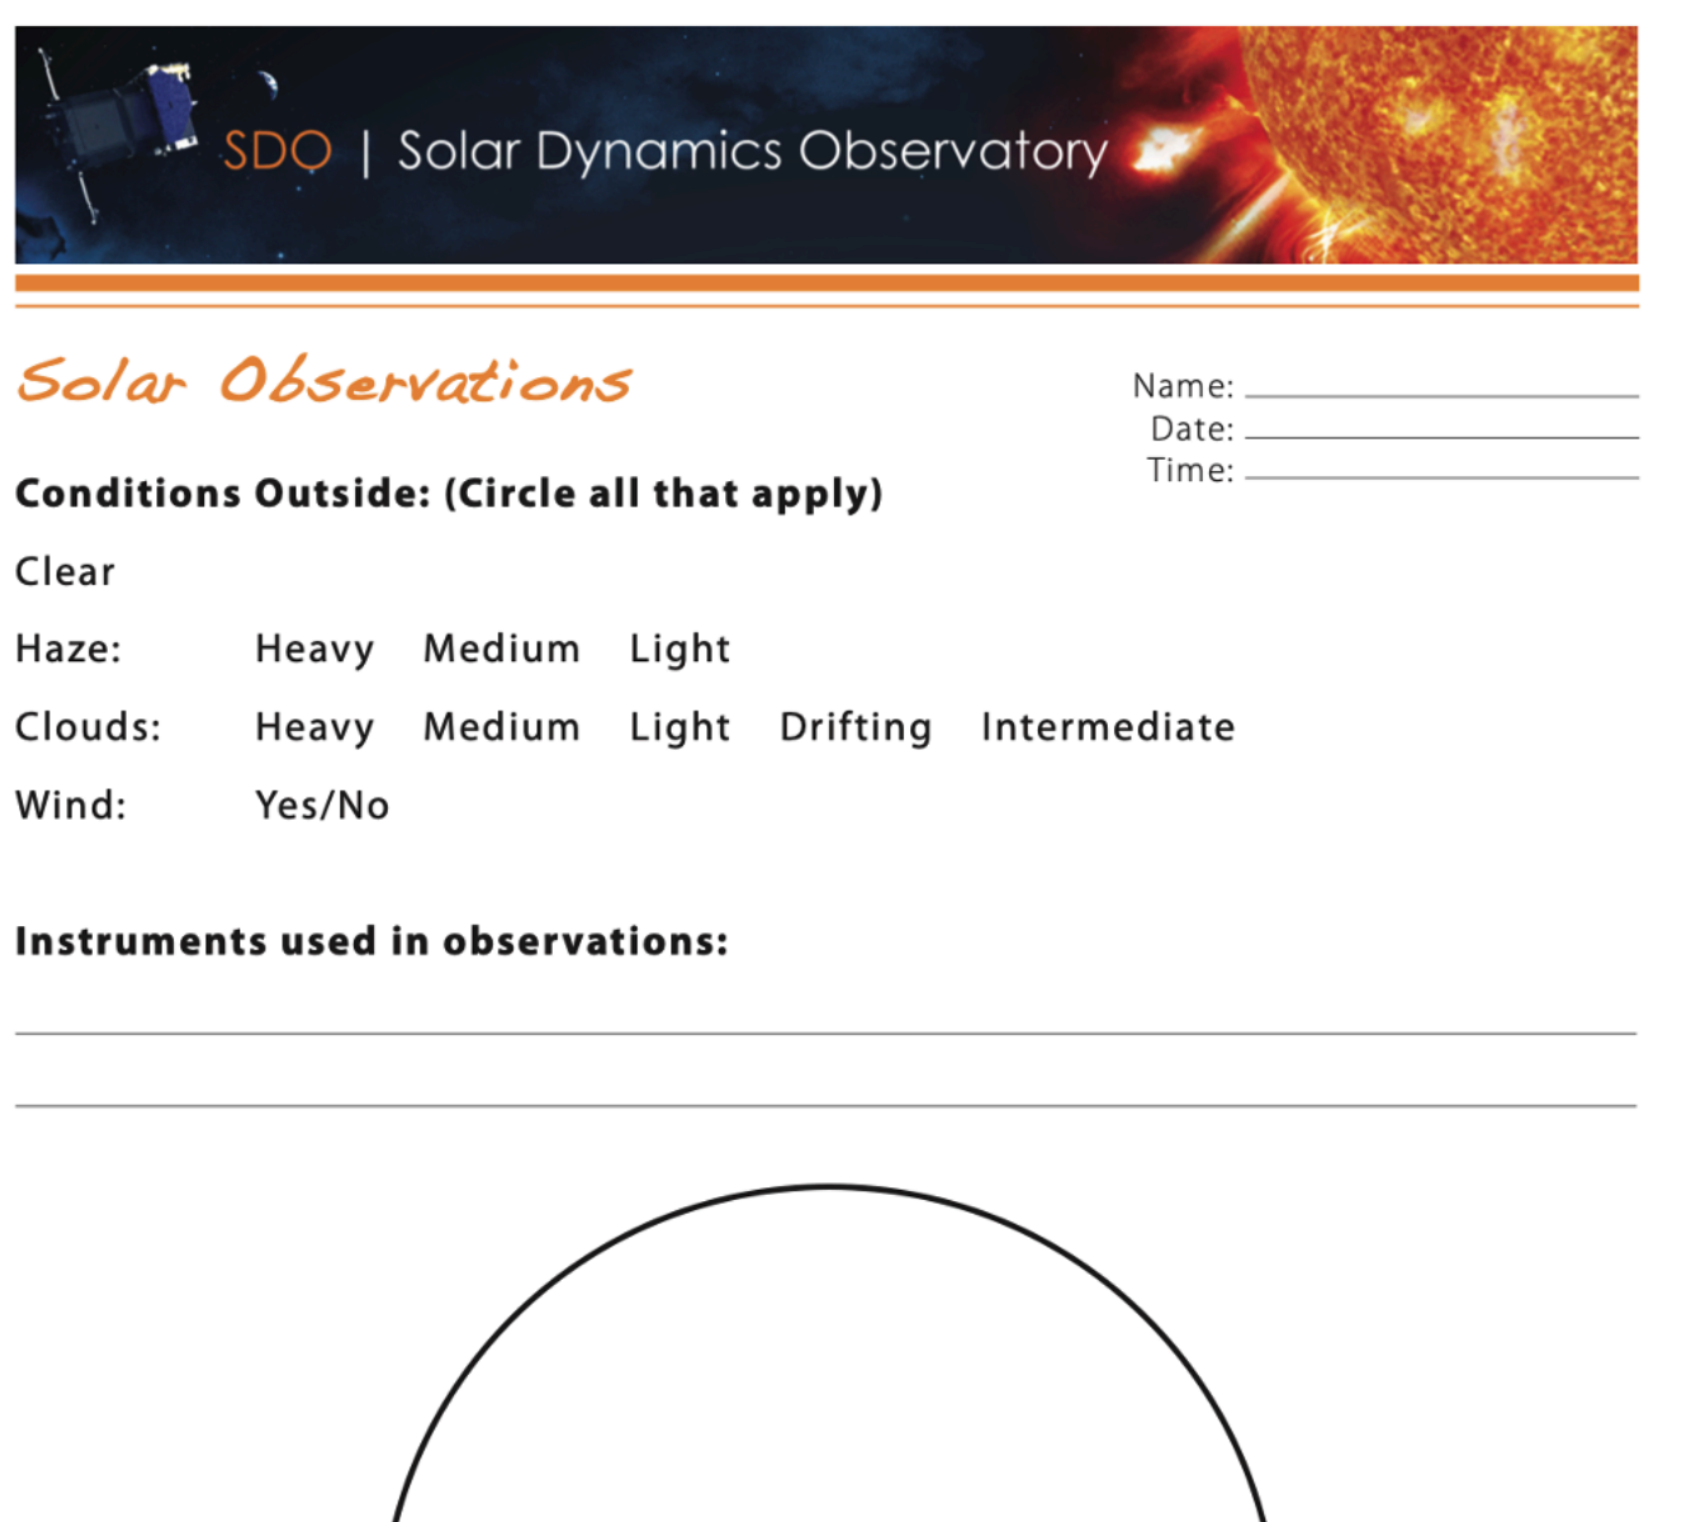 SDO | Solar Dynamics Observatory
Solar Observations
Name:
Date:
Time:
Conditions Outside: (Circle all that apply)
Clear
Haze: Heavy Medium Light
Clouds: Heavy Medium Light Drifting Intermediate
Wind: Yes/No
Instruments used in observations: